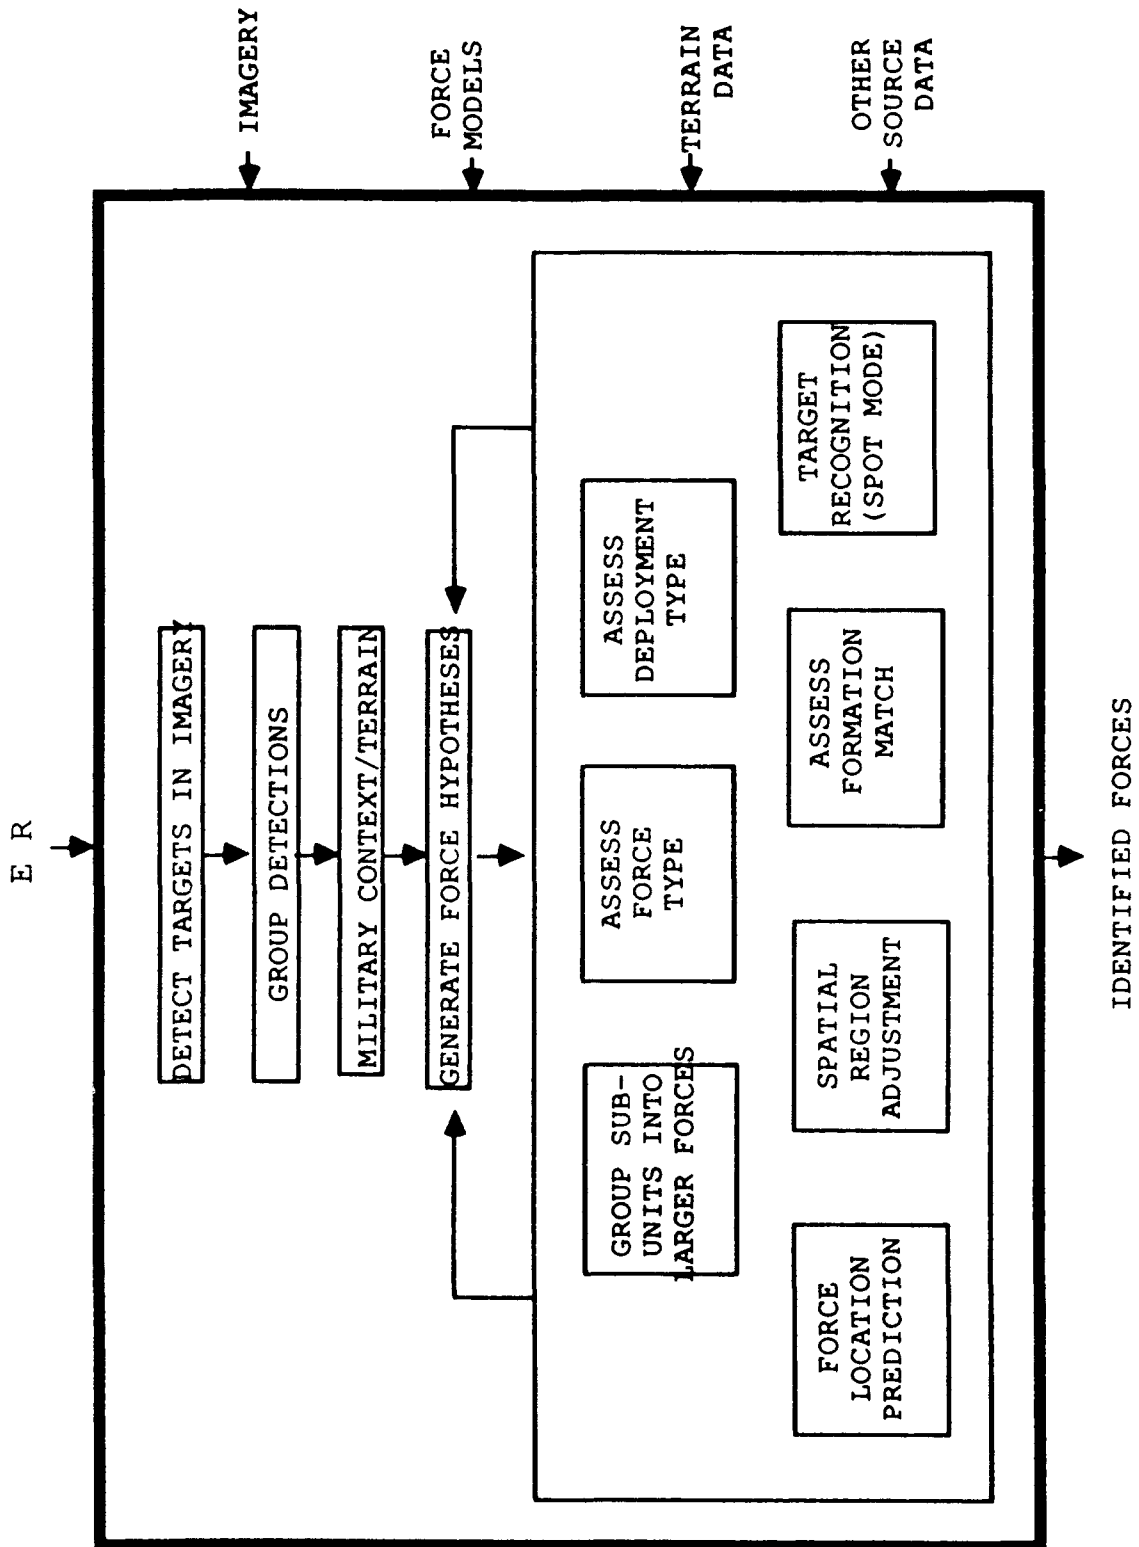 E R
DETECT TARGETS IN IMAGERY
IMAGERY
GROUP DETECTIONS
MILITARY CONTEXT/TERRAIN
GENERATE FORCE HYPOTHESES
FORCE
MODELS
GROUP SUB-
UNITS INTO
LARGER FORCES
ASSESS
FORCE
TYPE
ASSESS
DEPLOYMENT
TYPE
TERRAIN
DATA
FORCE
LOCATION
PREDICTION
SPATIAL
REGION
ADJUSTMENT
ASSESS
FORMATION
MATCH
TARGET
RECOGNITION
(SPOT MODE)
OTHER
SOURCE
DATA
IDENTIFIED FORCES